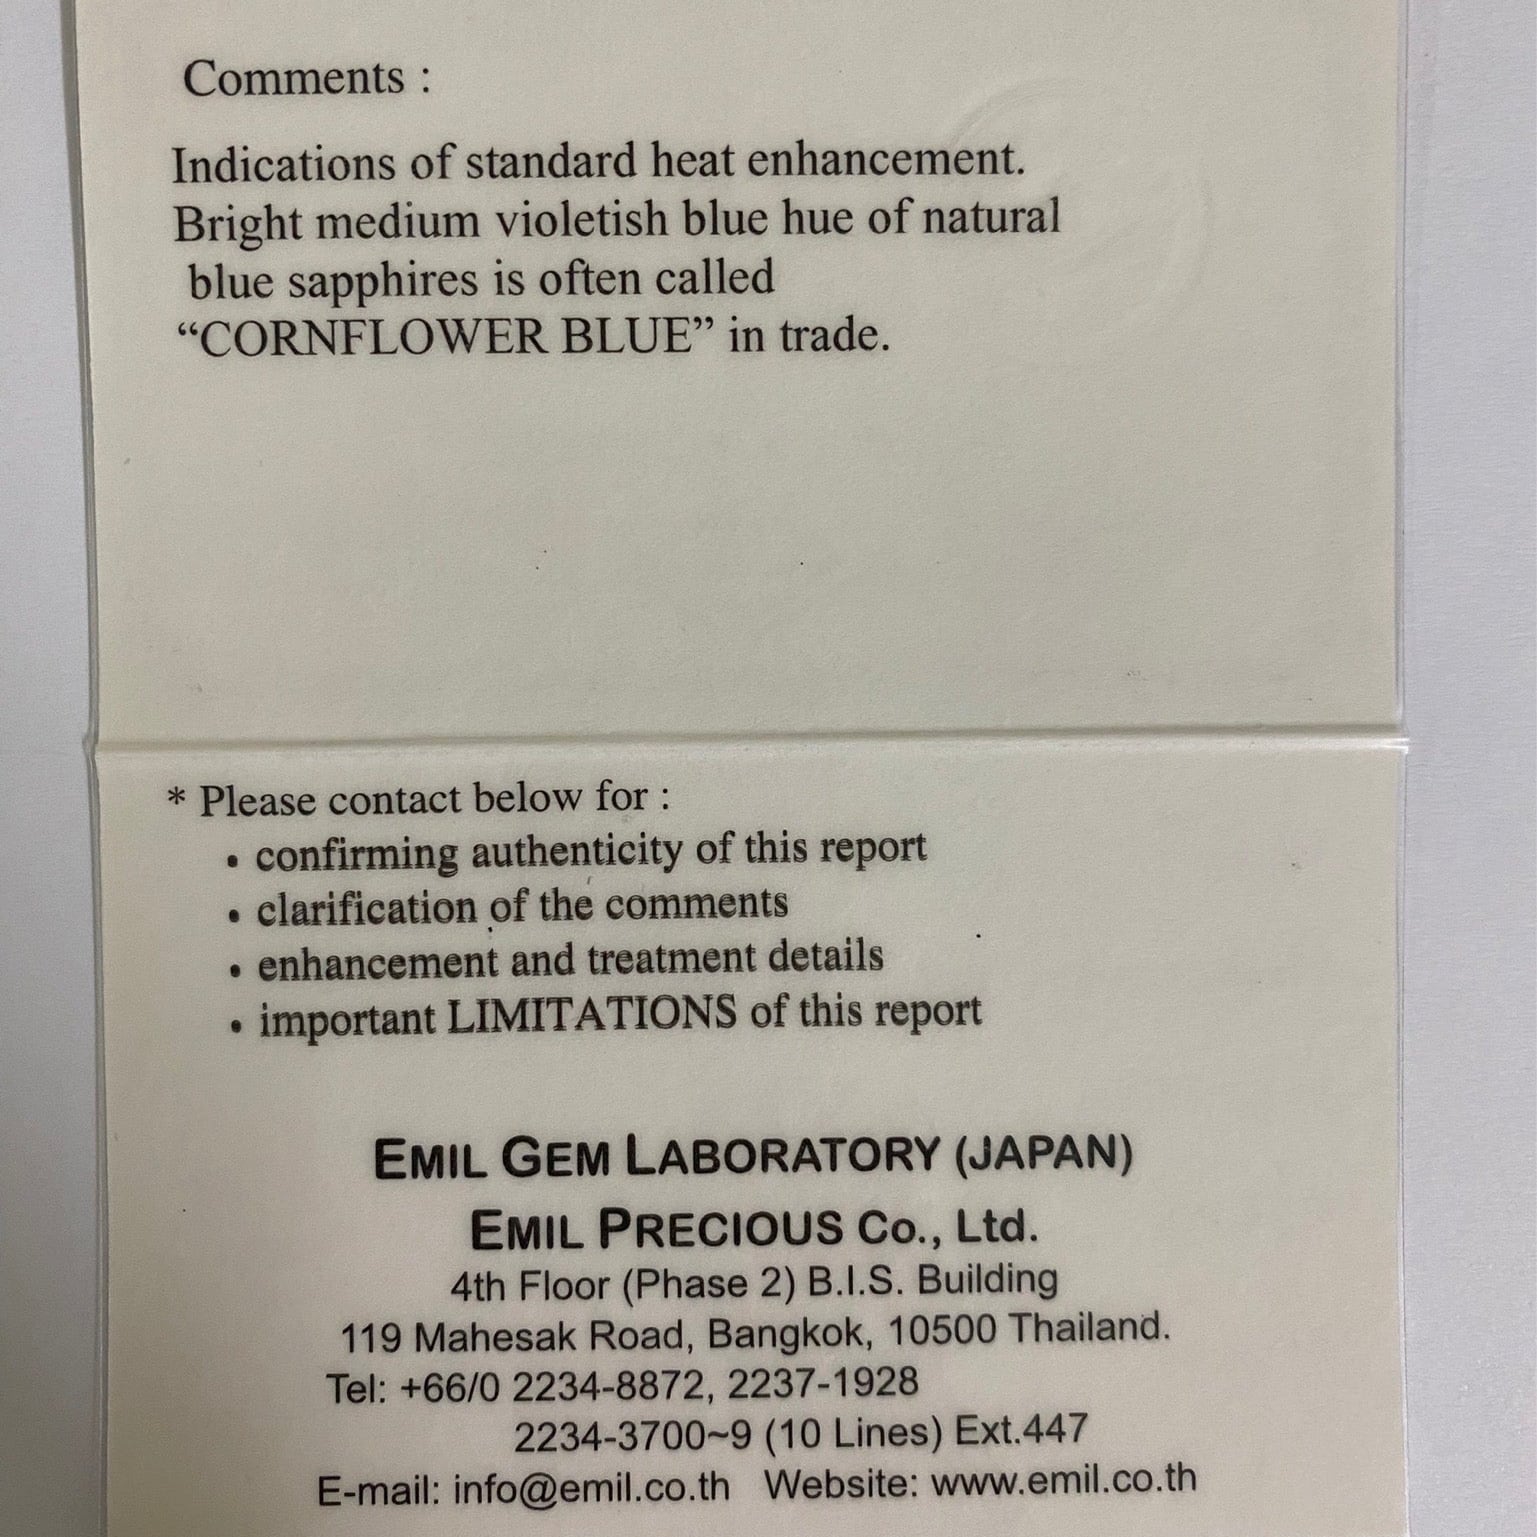 Comments :
Indications of standard heat enhancement.
Bright medium violetish blue hue of natural
blue sapphires is often called
“CORNFLOWER BLUE” in trade.
* Please contact below for :
• confirming authenticity of this report
• clarification of the comments
• enhancement and treatment details
• important LIMITATIONS of this report
EMIL GEM LABORATORY (JAPAN)
EMIL PRECIOUS Co., Ltd.
4th Floor (Phase 2) B.I.S. Building
119 Mahesak Road, Bangkok, 10500 Thailand.
Tel: +66/0 2234-8872, 2237-1928
2234-3700~9 (10 Lines) Ext.447
E-mail: info@emil.co.th Website: www.emil.co.th